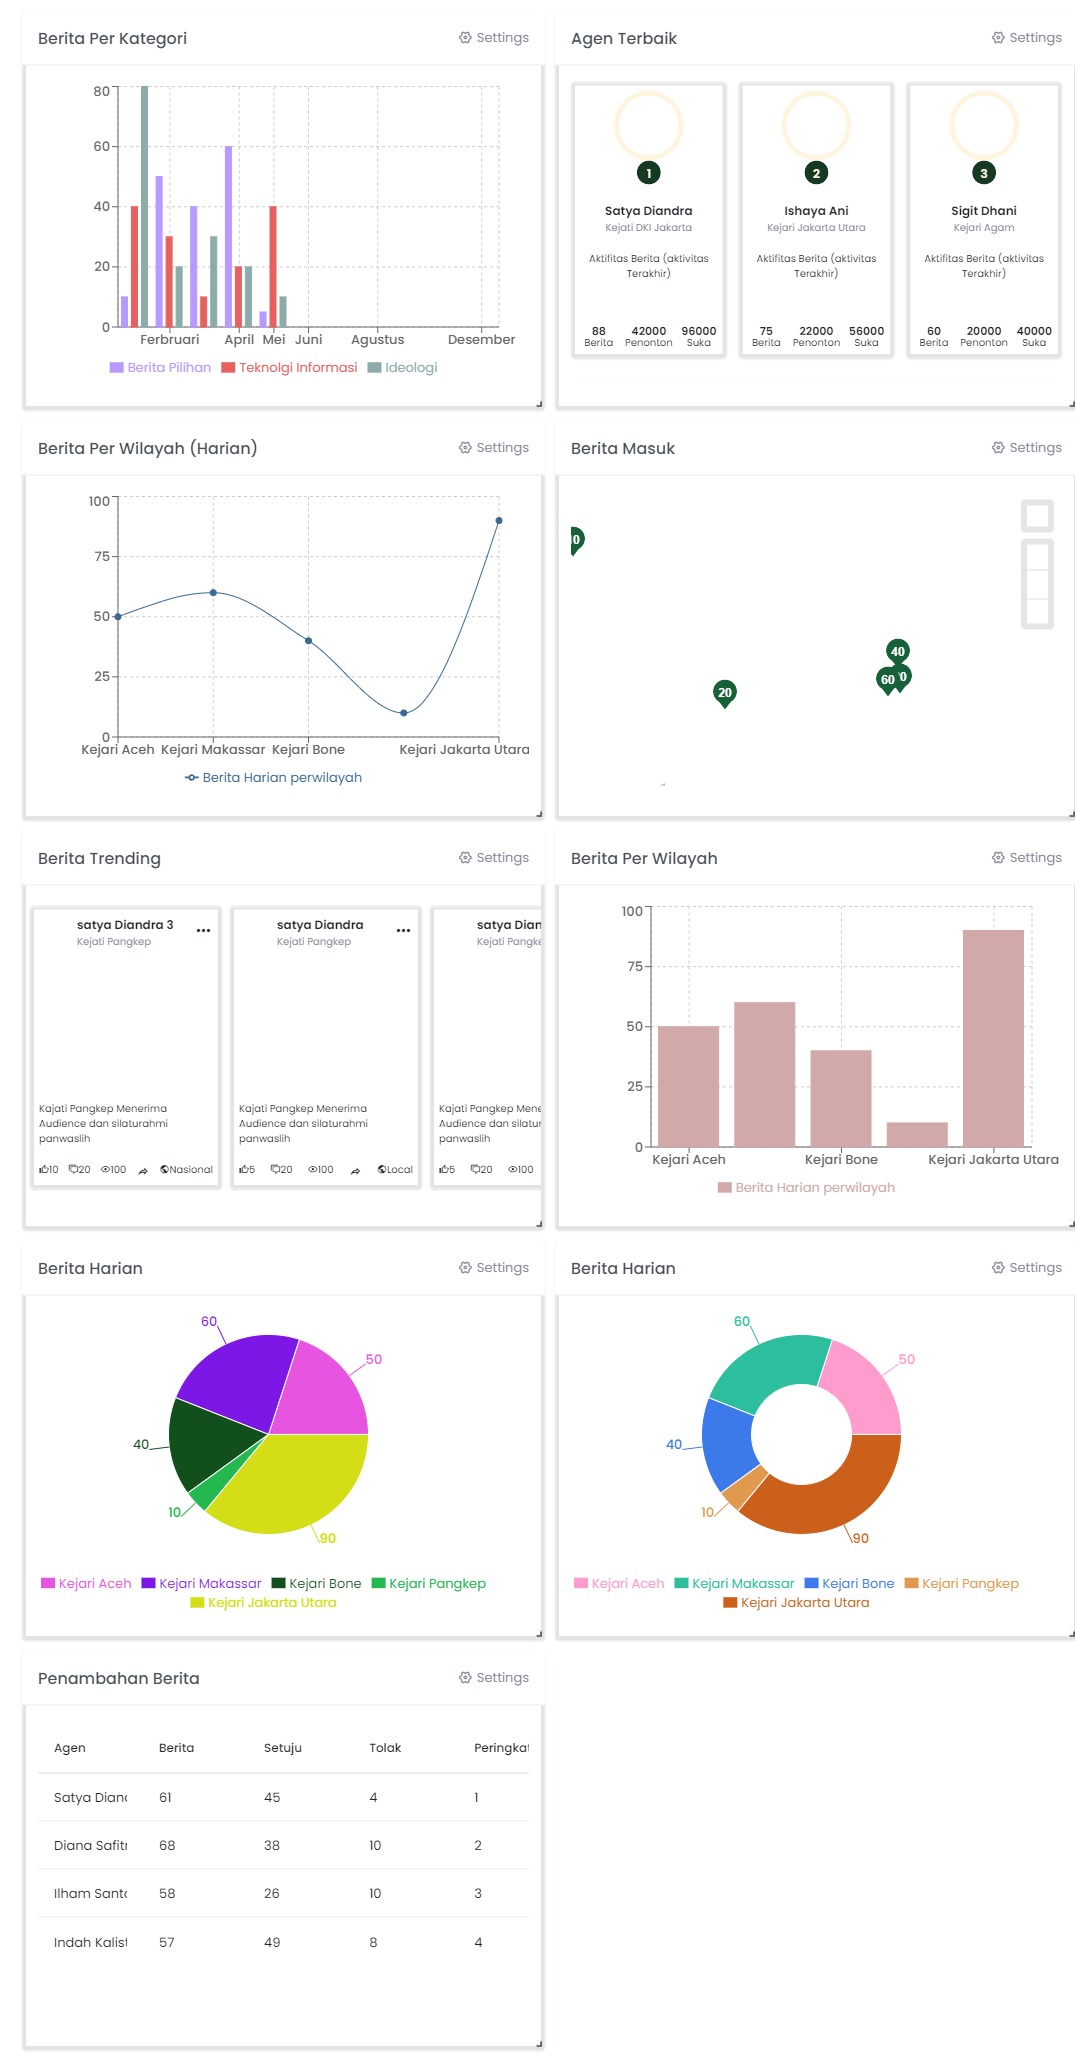 Berita Per Kategori
Settings
80
60
40
20
0
Ferbruari April Mei Juni Agustus Desember
Berita Pilihan Teknolgi Informasi Ideologi
Agen Terbaik
Settings
1
Satya Diandra
Kejati DKI Jakarta
Aktifitas Berita (aktivitas
Terakhir)
88 42000 96000
Berita Penonton Suka
2
Ishaya Ani
Kejari Jakarta Utara
Aktifitas Berita (aktivitas
Terakhir)
75 22000 56000
Berita Penonton Suka
3
Sigit Dhani
Kejari Agam
Aktifitas Berita (aktivitas
Terakhir)
60 20000 40000
Berita Penonton Suka
Berita Per Wilayah (Harian)
Settings
100
75
50
25
0
Kejari Aceh Kejari Makassar Kejari Bone Kejari Jakarta Utara
Berita Harian perwilayah
Berita Masuk
Settings
40
60
20
Berita Trending
Settings
satya Diandra 3
Kejati Pangkep
Kajati Pangkep Menerima
Audience dan silaturahmi
panwaslih
10 20 100 Nasional
satya Diandra
Kejati Pangkep
Kajati Pangkep Menerima
Audience dan silaturahmi
panwaslih
5 20 100 Local
satya Dian
Kejati Pangke
Kajati Pangkep Mene
Audience dan silatur
panwaslih
5 20 100
Berita Per Wilayah
Settings
100
75
50
25
0
Kejari Aceh Kejari Bone Kejari Jakarta Utara
Berita Harian perwilayah
Berita Harian
Settings
60
50
40
10
90
Kejari Aceh Kejari Makassar Kejari Bone Kejari Pangkep
Kejari Jakarta Utara
Berita Harian
Settings
60
50
40
10
90
Kejari Aceh Kejari Makassar Kejari Bone Kejari Pangkep
Kejari Jakarta Utara
Penambahan Berita
Settings
Agen Berita Setuju Tolak Peringkat
Satya Dian 61 45 4 1
Diana Safit 68 38 10 2
Ilham Sant 58 26 10 3
Indah Kalis 57 49 8 4